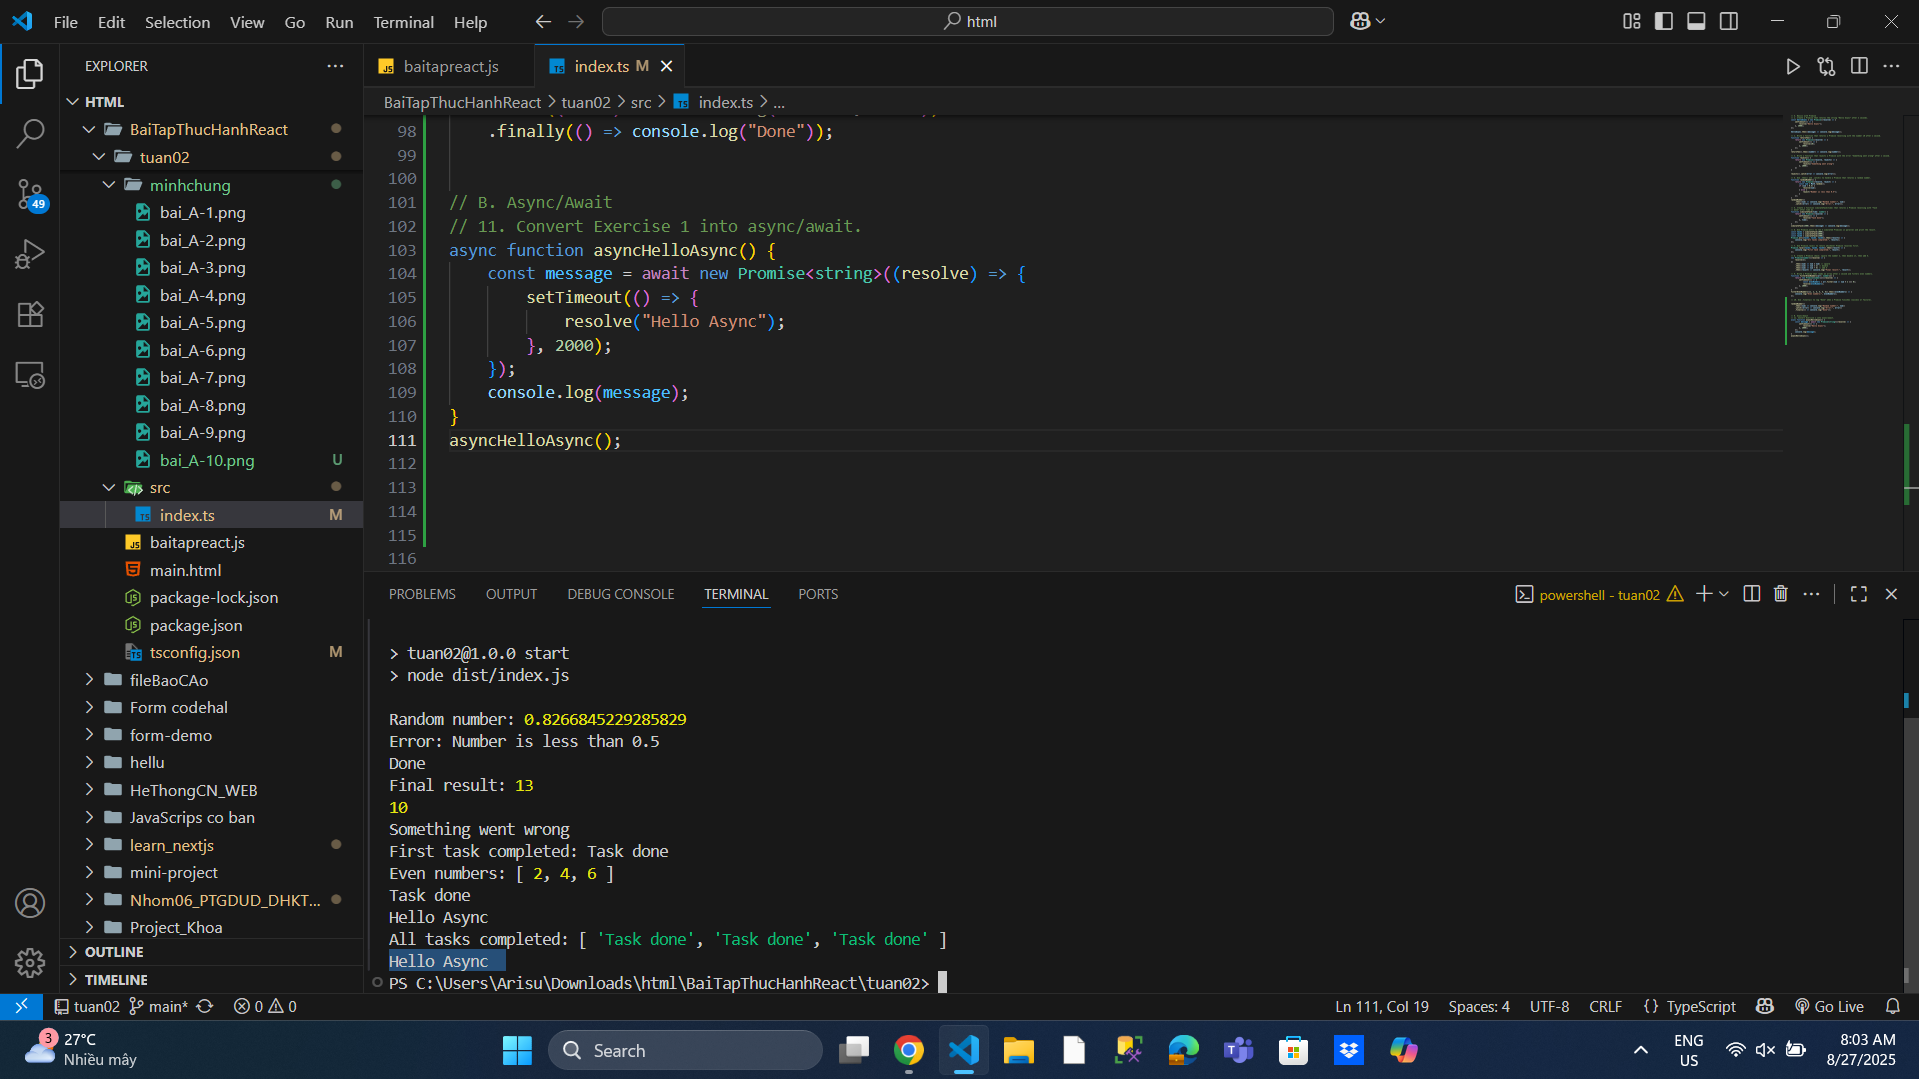 File Edit Selection View Go Run Terminal Help
html
EXPLORER
HTML
BaiTapThucHanhReact
tuan02
minhchung
bai_A-1.png
bai_A-2.png
bai_A-3.png
bai_A-4.png
bai_A-5.png
bai_A-6.png
bai_A-7.png
bai_A-8.png
bai_A-9.png
bai_A-10.png U
src
index.ts M
baitapreact.js
main.html
package-lock.json
package.json
tsconfig.json M
fileBaoCAo
Form codehal
form-demo
hellu
HeThongCN_WEB
JavaScrips co ban
learn_nextjs
mini-project
Nhom06_PTGDUD_DHKT...
Project_Khoa
OUTLINE
TIMELINE
49
baitapreact.js
index.ts M
BaiTapThucHanhReact > tuan02 > src > index.ts > ...
98 .finally(() => console.log("Done"));
99
100
101 // B. Async/Await
102 // 11. Convert Exercise 1 into async/await.
103 async function asyncHelloAsync() {
104 const message = await new Promise<string>((resolve) => {
105 setTimeout(() => {
106 resolve("Hello Async");
107 }, 2000);
108 });
109 console.log(message);
110 }
111 asyncHelloAsync();
112
113
114
115
116
PROBLEMS OUTPUT DEBUG CONSOLE TERMINAL PORTS
powershell - tuan02
> tuan02@1.0.0 start
> node dist/index.js
Random number: 0.8266845229285829
Error: Number is less than 0.5
Done
Final result: 13
10
Something went wrong
First task completed: Task done
Even numbers: [ 2, 4, 6 ]
Task done
Hello Async
All tasks completed: [ 'Task done', 'Task done', 'Task done' ]
Hello Async
PS C:\Users\Arisu\Downloads\html\BaiTapThucHanhReact\tuan02>
tuan02 main* 0 0
Ln 111, Col 19 Spaces: 4 UTF-8 CRLF {} TypeScript Go Live
3
27°C
Nhiều mây
Search
ENG
US
8:03 AM
8/27/2025